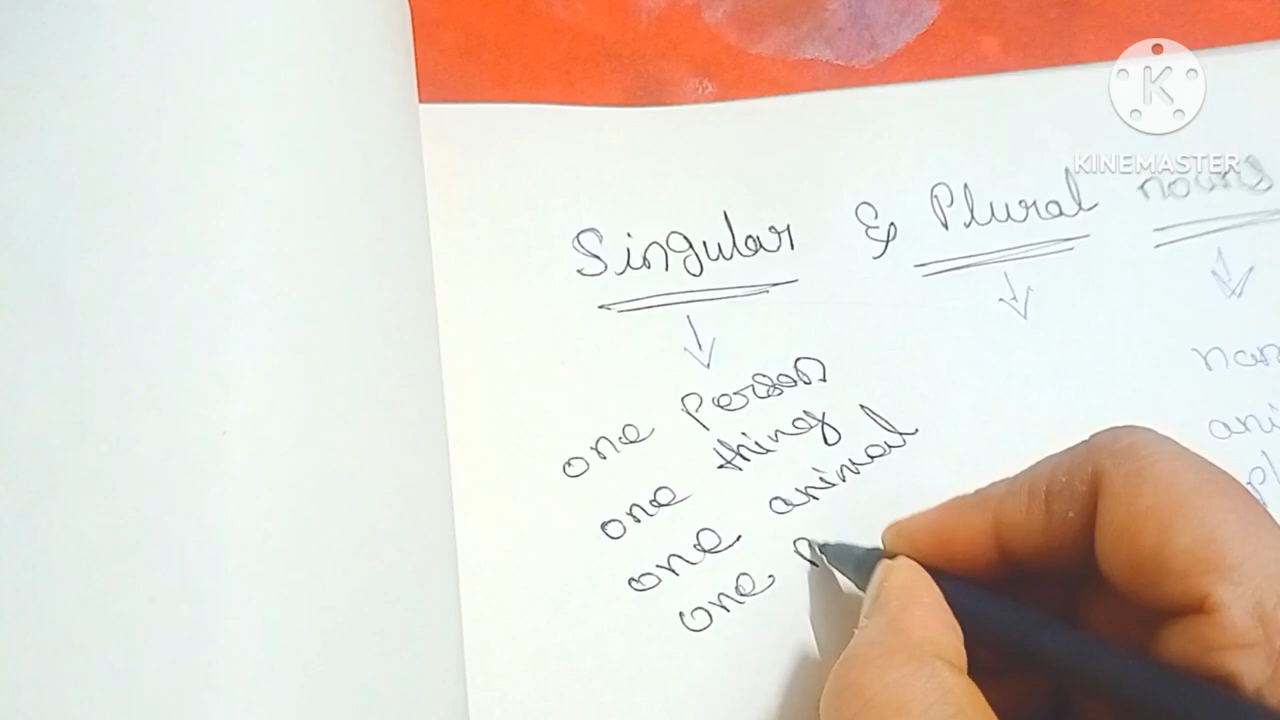 KINEMASTER
Singular & Plural nouns
one person
one thing
one animal
one